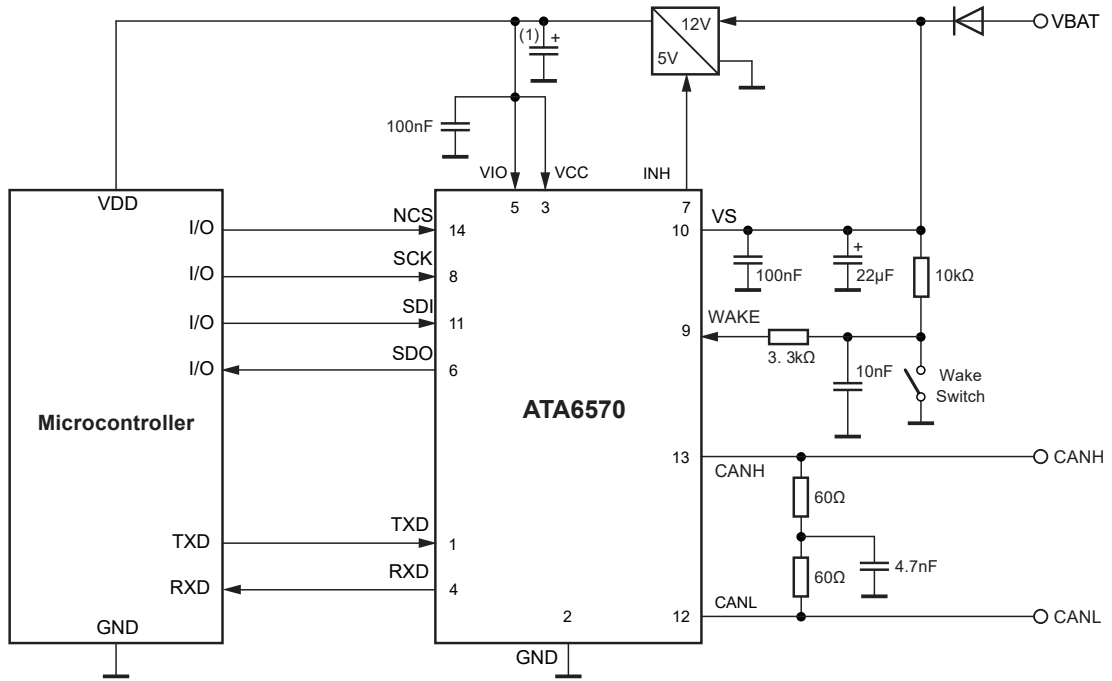 (1)
+
12V
5V
VBAT
100nF
VIO
VCC
INH
VDD
5
3
7
I/O
NCS
14
10
VS
I/O
SCK
8
100nF
+
22µF
10kΩ
I/O
SDI
11
9
WAKE
3. 3kΩ
I/O
SDO
6
10nF
Wake
Switch
Microcontroller
ATA6570
13
CANH
CANH
60Ω
TXD
TXD
1
RXD
RXD
4
60Ω
4.7nF
GND
2
12
CANL
CANL
GND